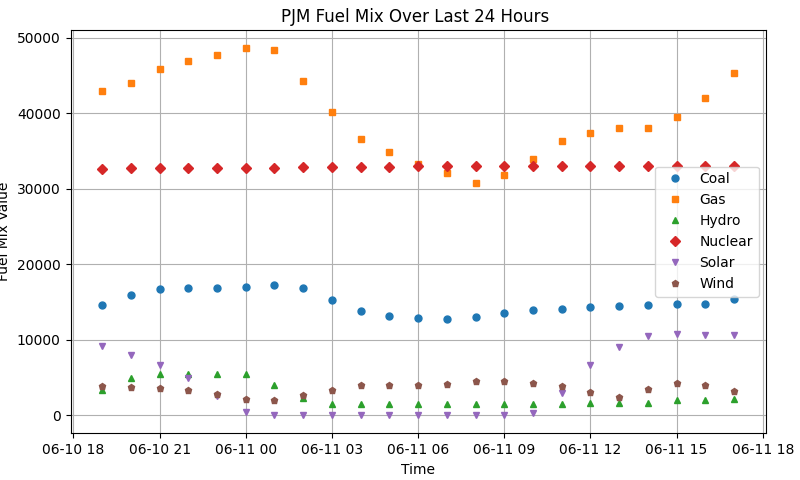 PJM Fuel Mix Over Last 24 Hours
50000
40000
30000
20000
10000
0
Fuel Mix Value
Coal
Gas
Hydro
Nuclear
Solar
Wind
06-10 18 06-10 21 06-11 00 06-11 03 06-11 06 06-11 09 06-11 12 06-11 15 06-11 18
Time